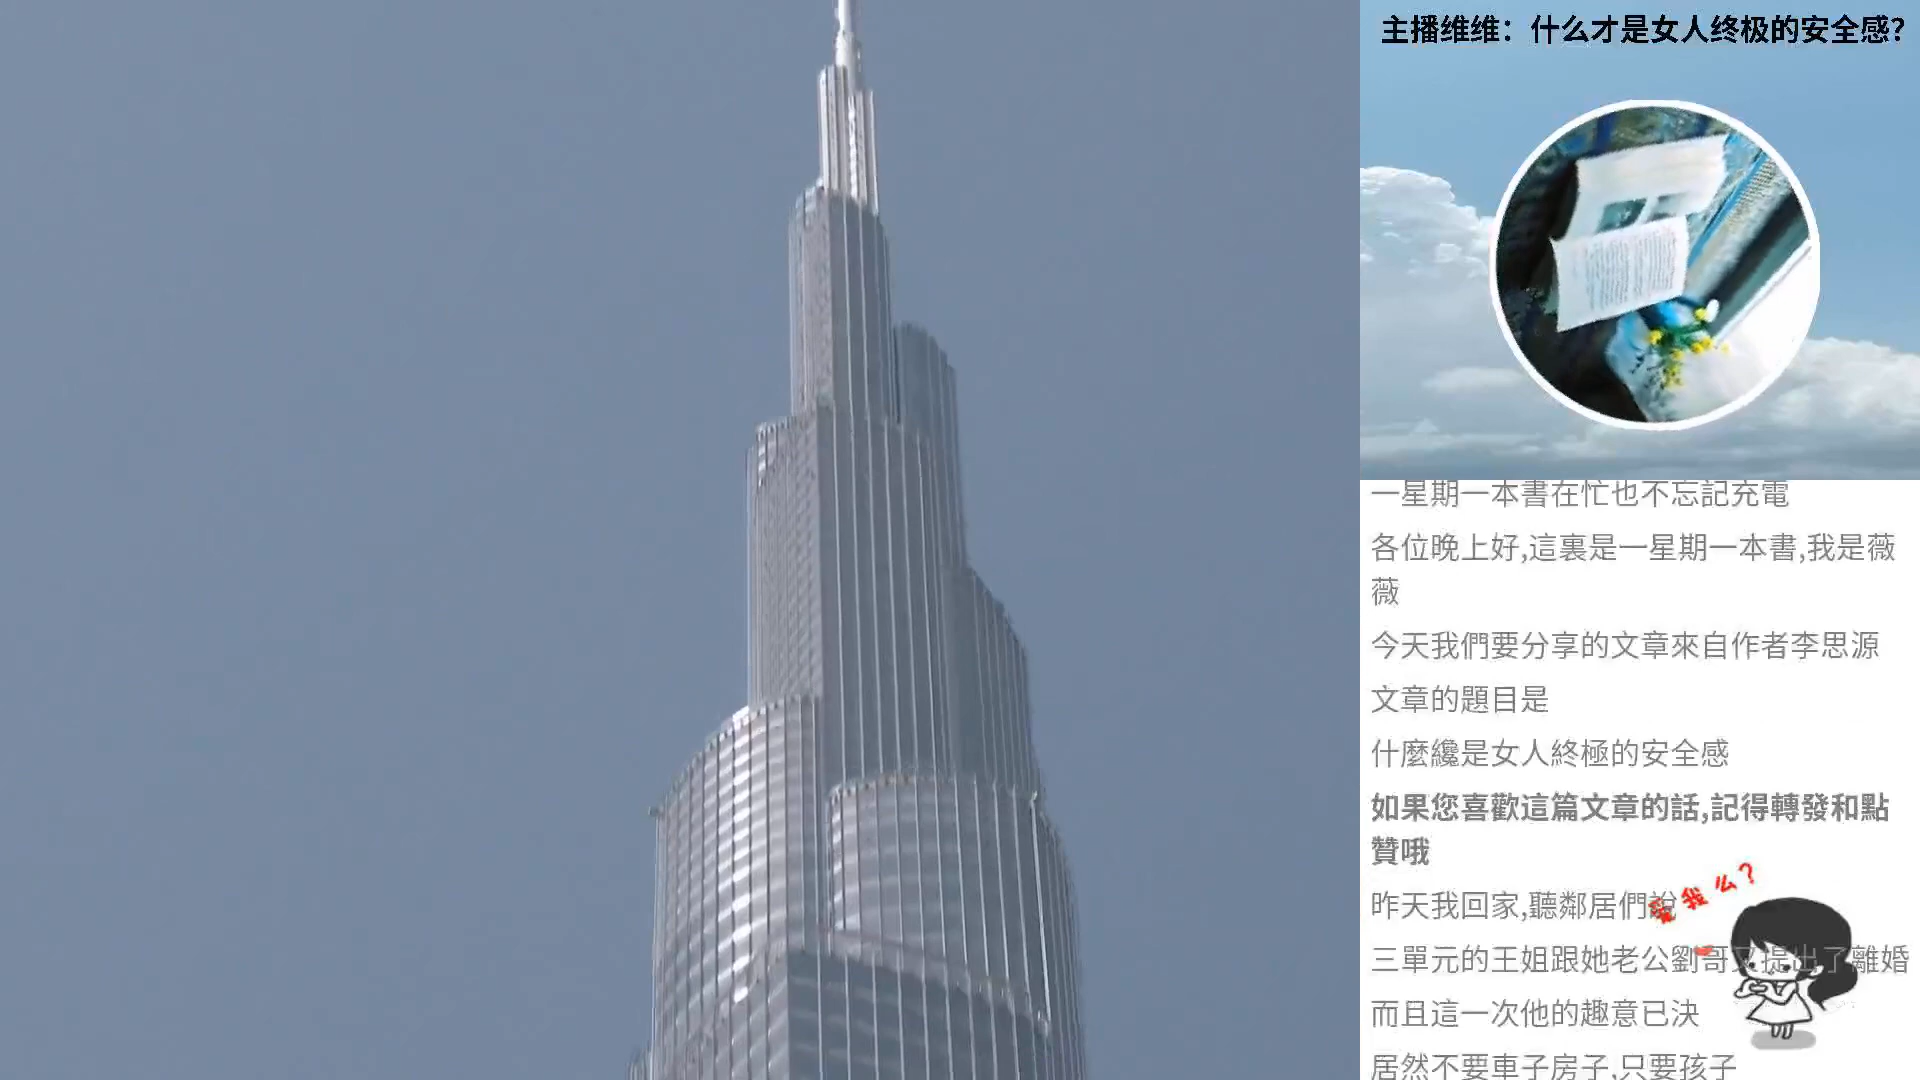 主播维维：什么才是女人终极的安全感?
一星期一本書在忙也不忘記充電
各位晚上好,這裏是一星期一本書,我是薇
薇
今天我們要分享的文章來自作者李思源
文章的題目是
什麼纔是女人終極的安全感
如果您喜歡這篇文章的話,記得轉發和點
贊哦
爱我么?
昨天我回家,聽鄰居們說
三單元的王姐跟她老公劉哥又提出了離婚
而且這一次他的趣意已決
居然不要車子房子,只要孩子